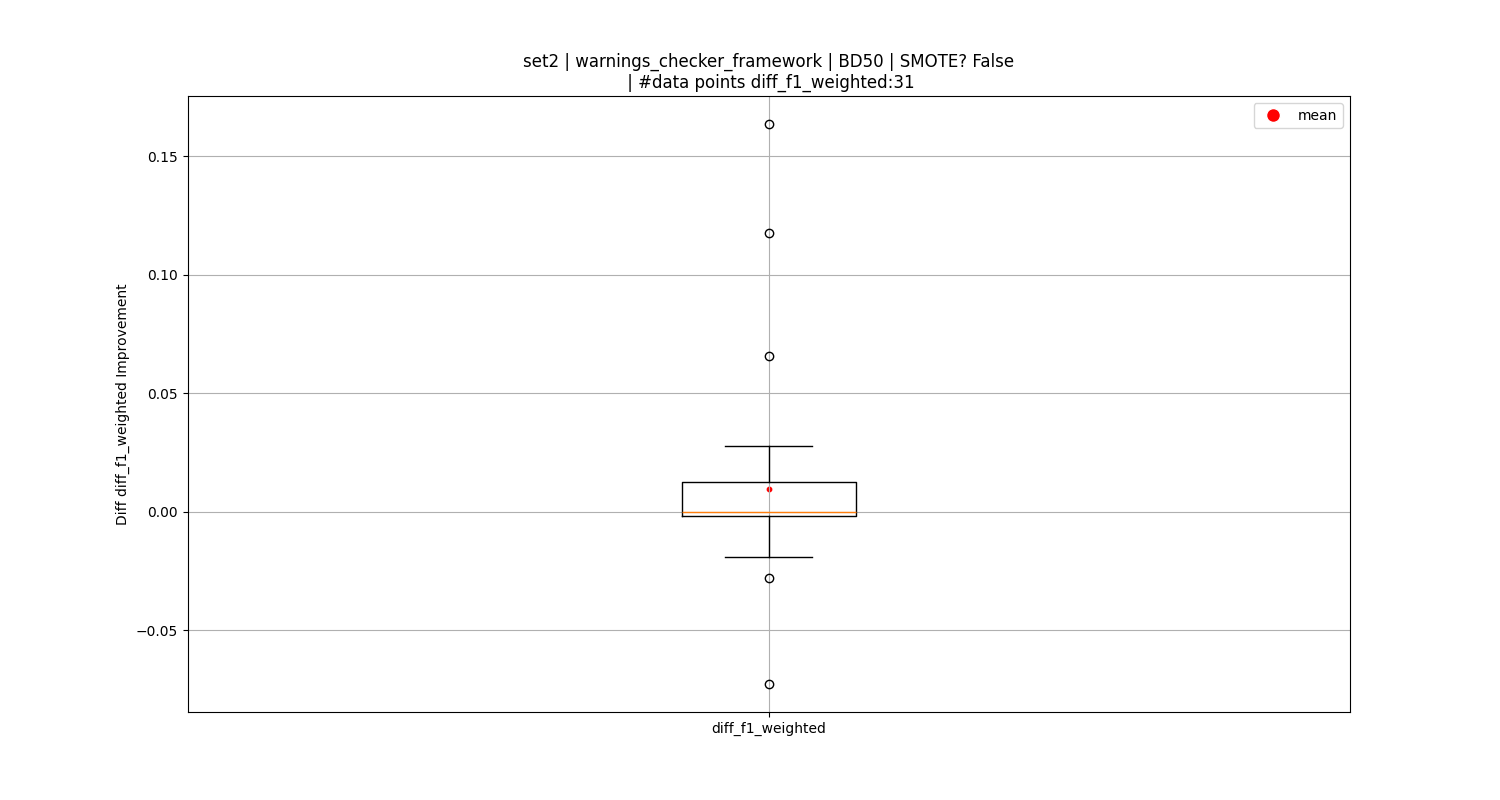 set2 | warnings_checker_framework | BD50 | SMOTE? False
| #data points diff_f1_weighted:31
mean
0.15
0.10
0.05
0.00
−0.05
Diff diff_f1_weighted Improvement
diff_f1_weighted